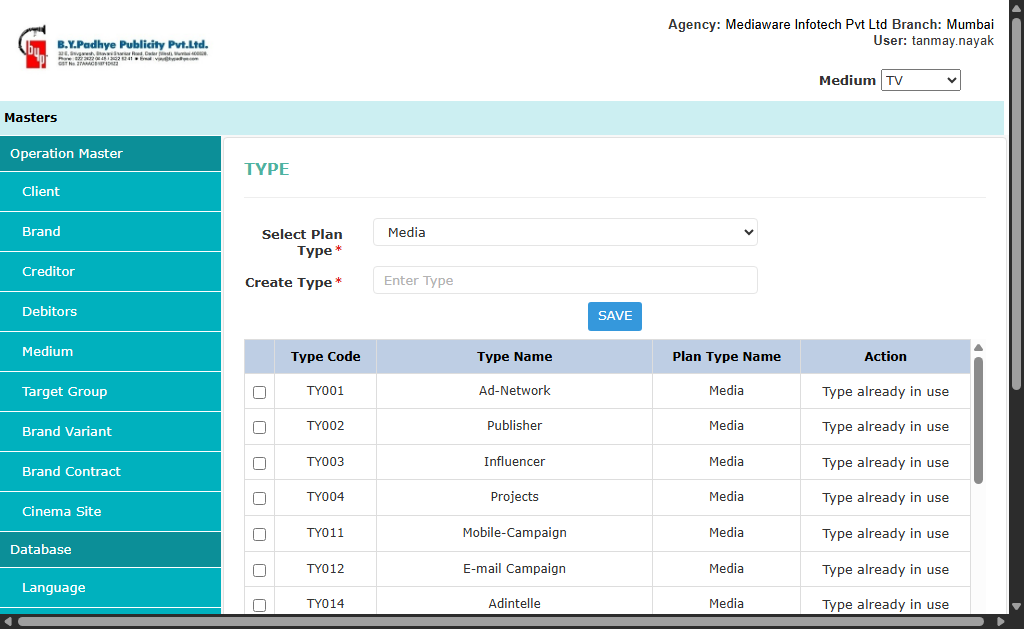 Agency: Mediaware Infotech Pvt Ltd Branch: Mumbai
User: tanmay.nayak
B.Y.Padhye Publicity Pvt.Ltd.
Medium TV
Masters
Operation Master
Client
Brand
Creditor
Debitors
Medium
Target Group
Brand Variant
Brand Contract
Cinema Site
Database
Language
TYPE
Select Plan
Type *
Media
Create Type *
Enter Type
SAVE
Type Code Type Name Plan Type Name Action
TY001 Ad-Network Media Type already in use
TY002 Publisher Media Type already in use
TY003 Influencer Media Type already in use
TY004 Projects Media Type already in use
TY011 Mobile-Campaign Media Type already in use
TY012 E-mail Campaign Media Type already in use
TY014 Adintelle Media Type already in use